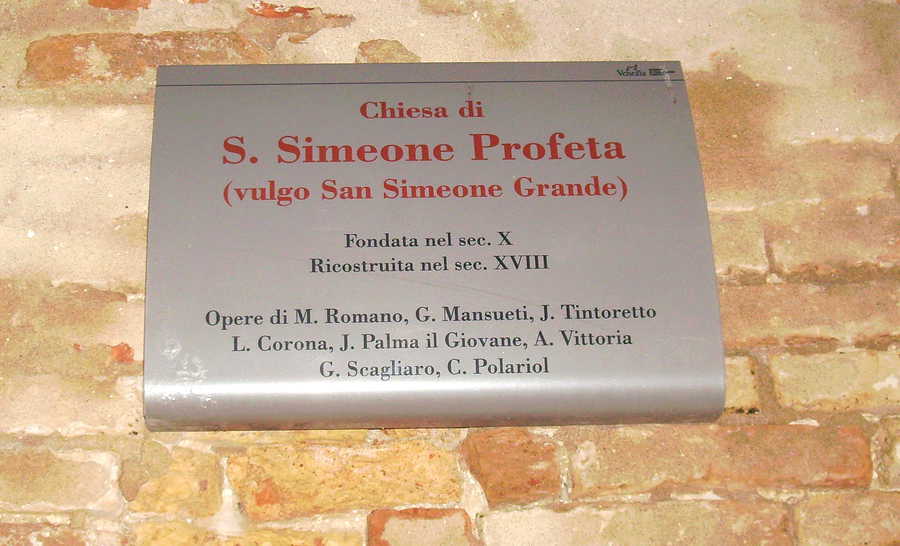 Venezia
Chiesa di
S. Simeone Profeta
(vulgo San Simeone Grande)
Fondata nel sec. X
Ricostruita nel sec. XVIII
Opere di M. Romano, G. Mansueti, J. Tintoretto
L. Corona, J. Palma il Giovane, A. Vittoria
G. Scagliaro, C. Polariol